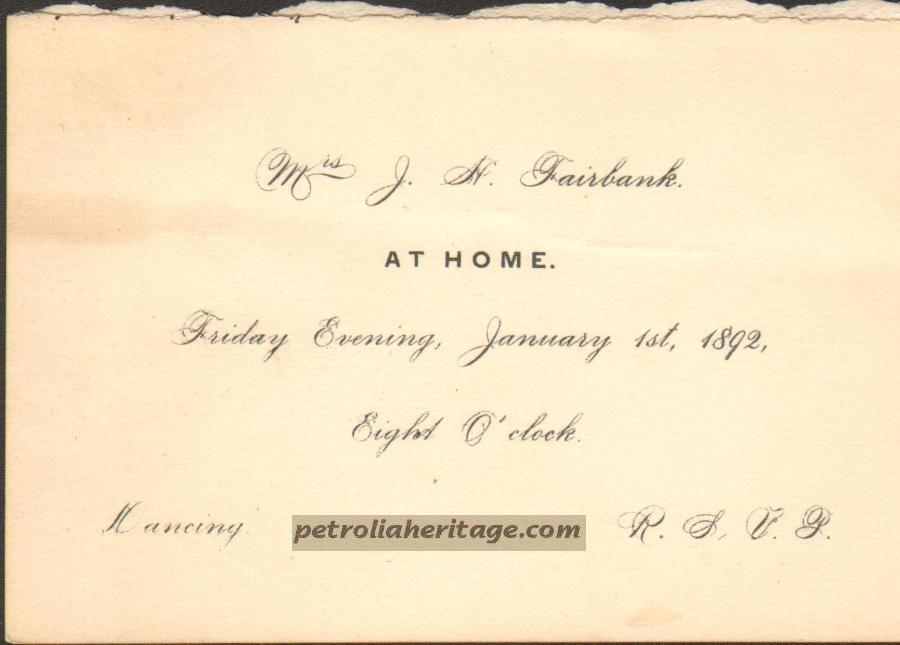 Mrs J. H. Fairbank.
AT HOME.
Friday Evening, January 1st, 1892,
Eight O'clock.
Dancing. petroliaheritage.com R. S. V. P.